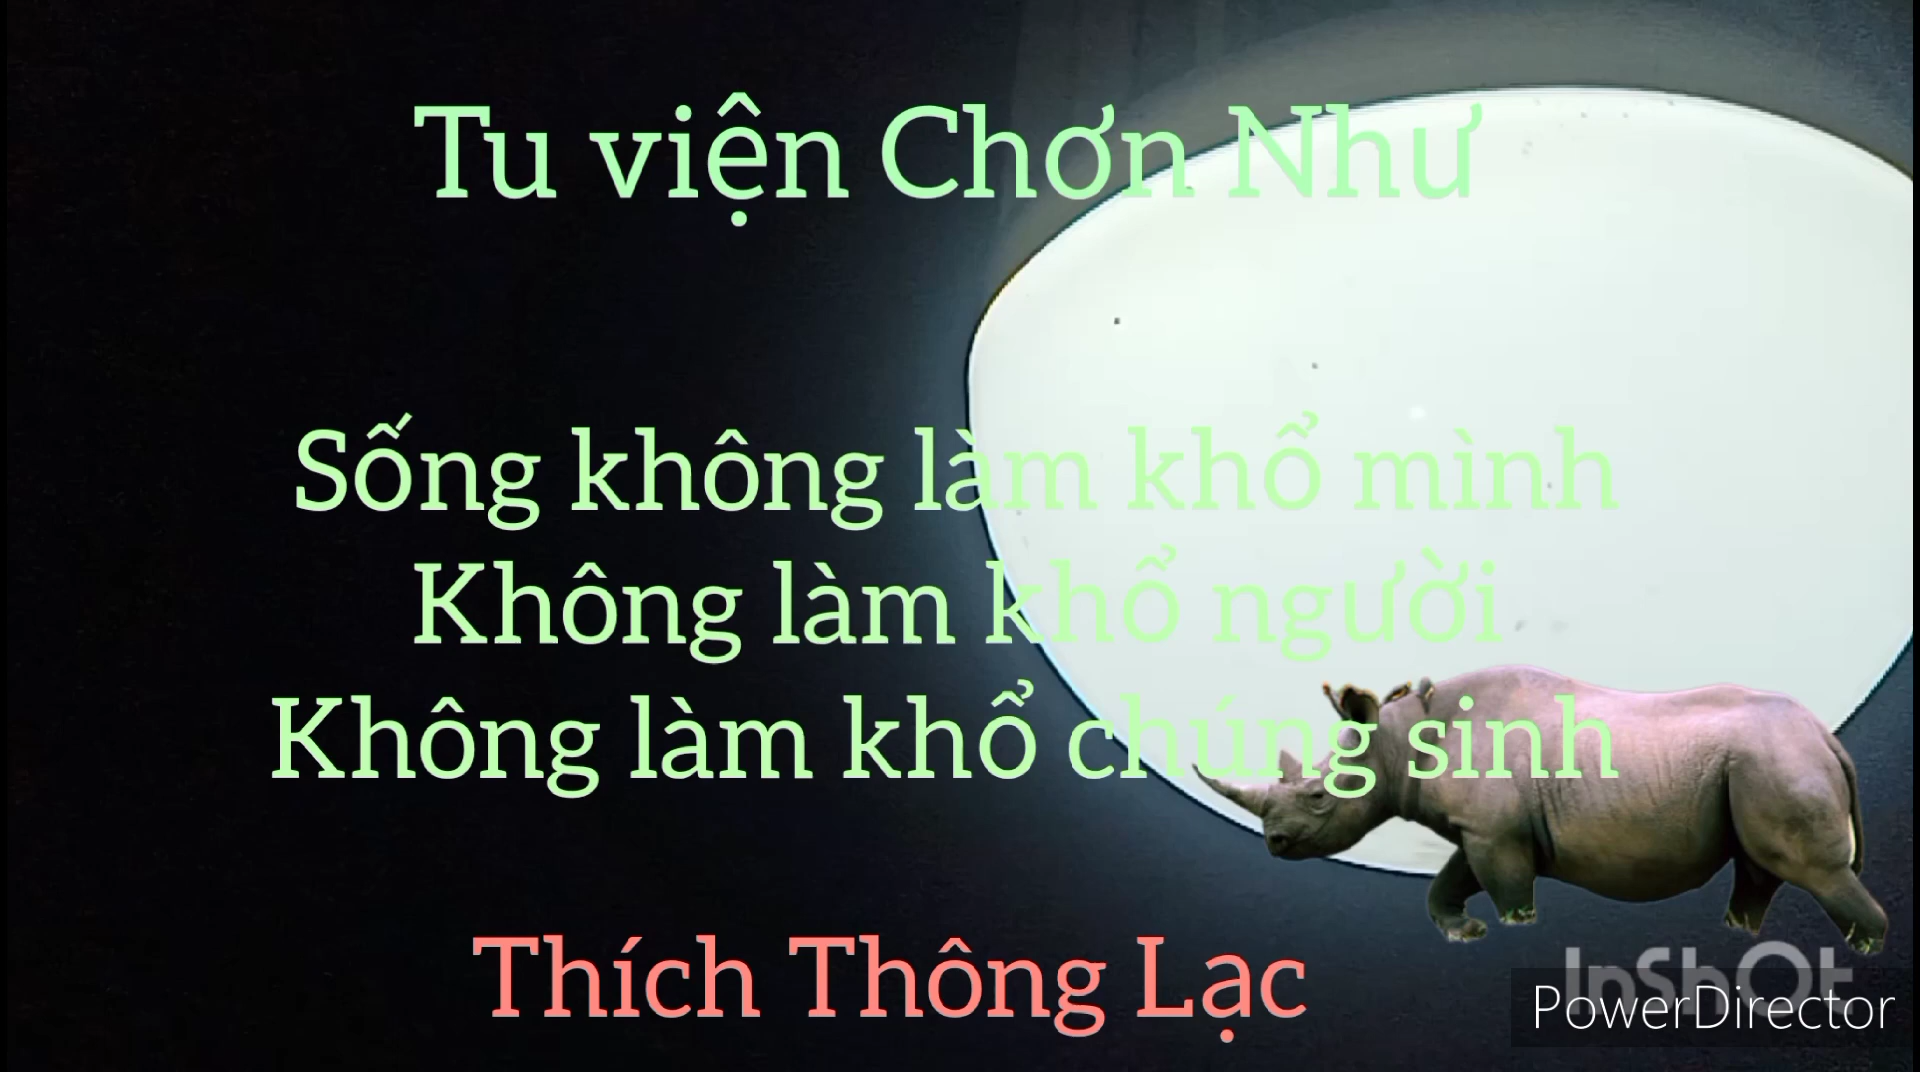 Tu viện Chơn Như
Sống không làm khổ mình
Không làm khổ người
Không làm khổ chúng sinh
Thích Thông Lạc
InShOt
PowerDirector